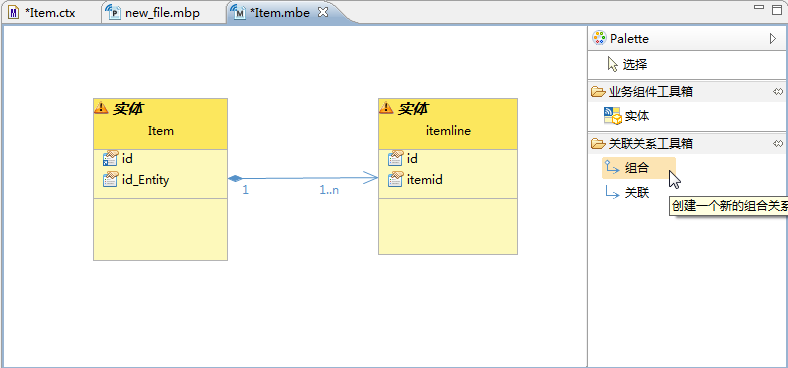 *Item.ctx
new_file.mbp
*Item.mbe
实体
Item
id
id_Entity
1
1..n
实体
itemline
id
itemid
Palette
选择
业务组件工具箱
实体
关联关系工具箱
组合
关联
创建一个新的组合关系